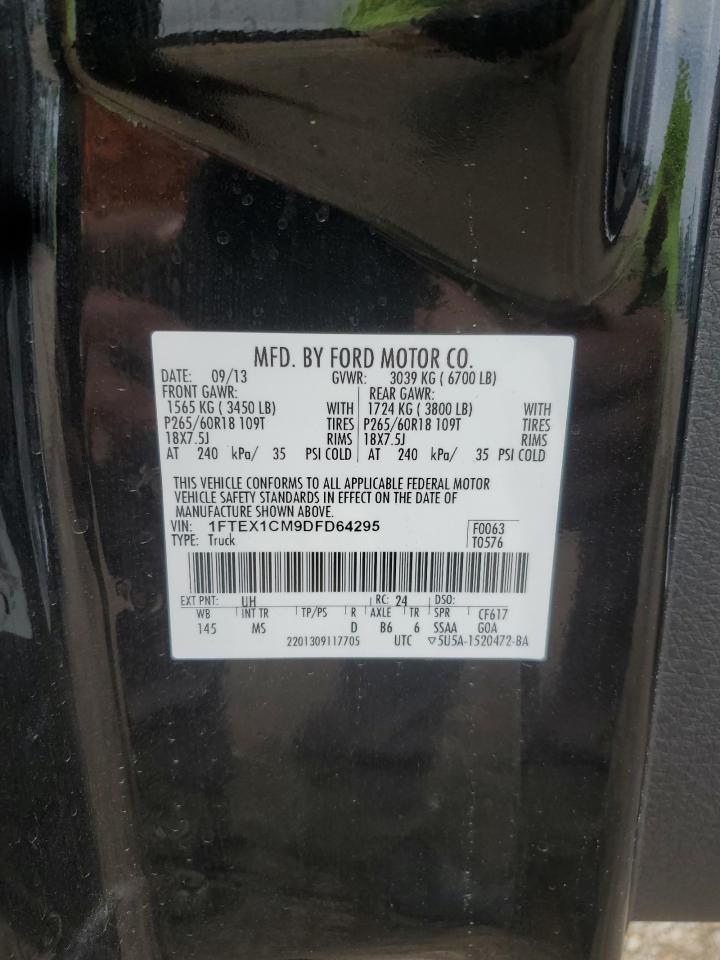 MFD. BY FORD MOTOR CO.
DATE: 09/13 GVWR: 3039 KG ( 6700 LB)
FRONT GAWR: REAR GAWR:
1565 KG ( 3450 LB) WITH 1724 KG ( 3800 LB) WITH
P265/60R18 109T TIRES P265/60R18 109T TIRES
18X7.5J RIMS 18X7.5J RIMS
AT 240 kPa/ 35 PSI COLD AT 240 kPa/ 35 PSI COLD
THIS VEHICLE CONFORMS TO ALL APPLICABLE FEDERAL MOTOR
VEHICLE SAFETY STANDARDS IN EFFECT ON THE DATE OF
MANUFACTURE SHOWN ABOVE.
VIN: 1FTEX1CM9DFD64295 F0063
TYPE: Truck T0576
EXT PNT: UH RC: 24 DSO:
WB INT TR TP/PS R AXLE TR SPR CF617
145 MS D B6 6 SSAA GOA
2201309117705 UTC ▽5U5A-1520472-BA